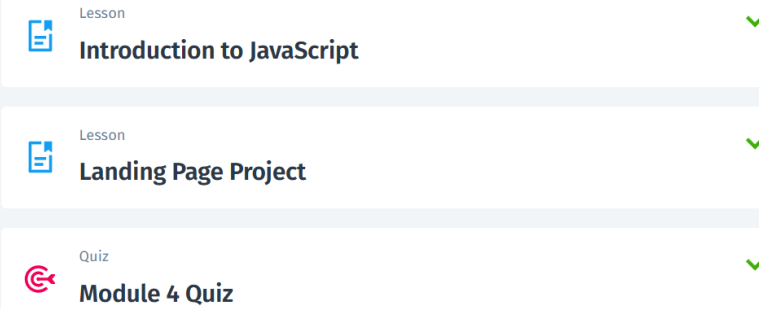 Lesson
Introduction to JavaScript
Lesson
Landing Page Project
Quiz
Module 4 Quiz